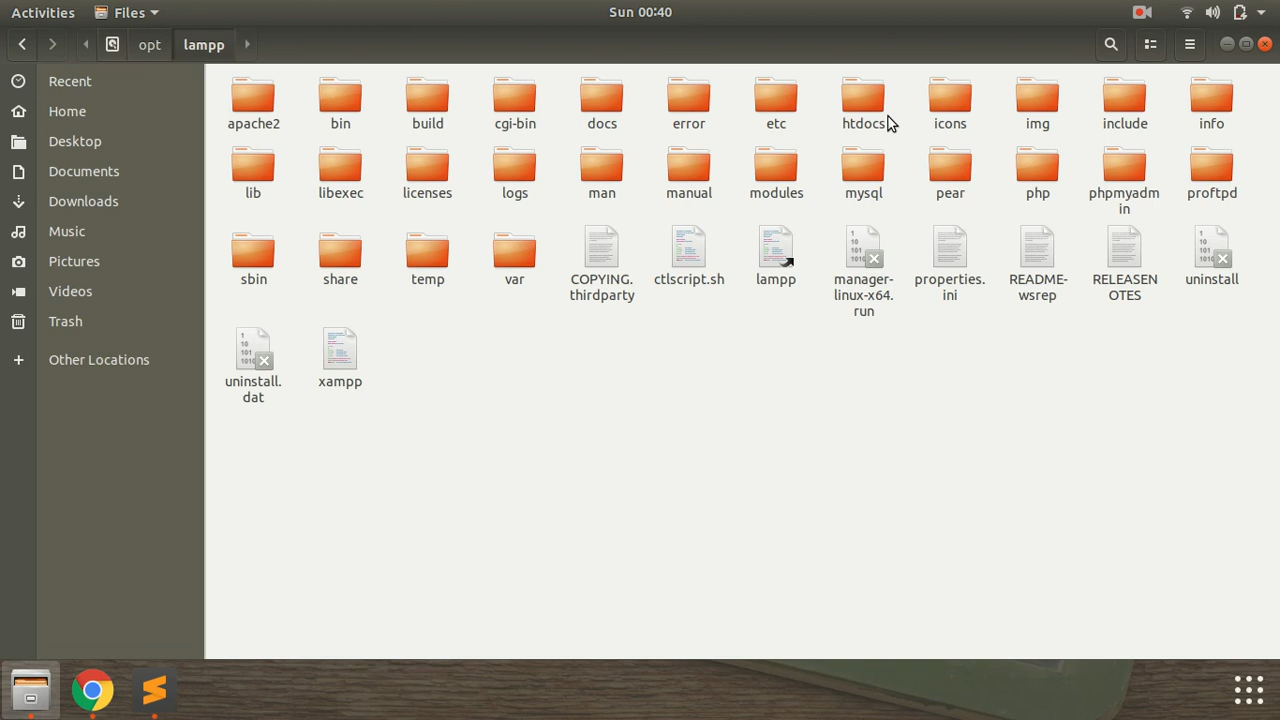 Activities Files Sun 00:40
opt lampp
Recent
Home
Desktop
Documents
Downloads
Music
Pictures
Videos
Trash
Other Locations
apache2 bin build cgi-bin docs error etc htdocs icons img include info
lib libexec licenses logs man manual modules mysql pear php phpmyadm
in
proftpd
sbin share temp var COPYING.
thirdparty
ctlscript.sh lampp manager-
linux-x64.
run
properties.
ini
README-
wsrep
RELEASEN
OTES
uninstall
uninstall.
dat
xampp